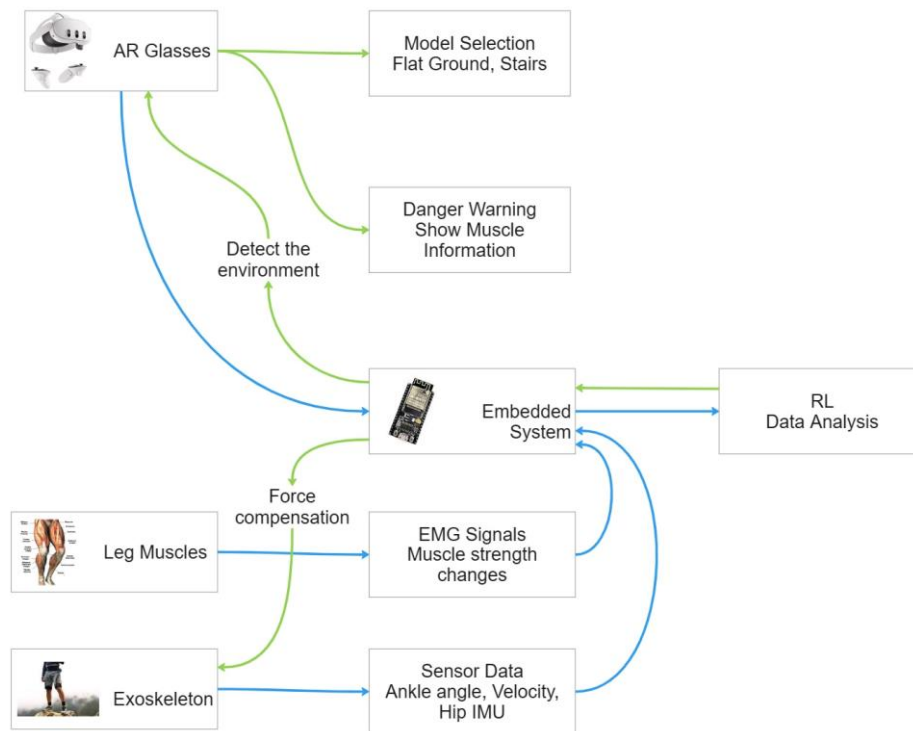 AR Glasses
Model Selection
Flat Ground, Stairs
Danger Warning
Show Muscle
Information
Detect the
environment
Embedded
System
RL
Data Analysis
Force
compensation
Leg Muscles
EMG Signals
Muscle strength
changes
Exoskeleton
Sensor Data
Ankle angle, Velocity,
Hip IMU